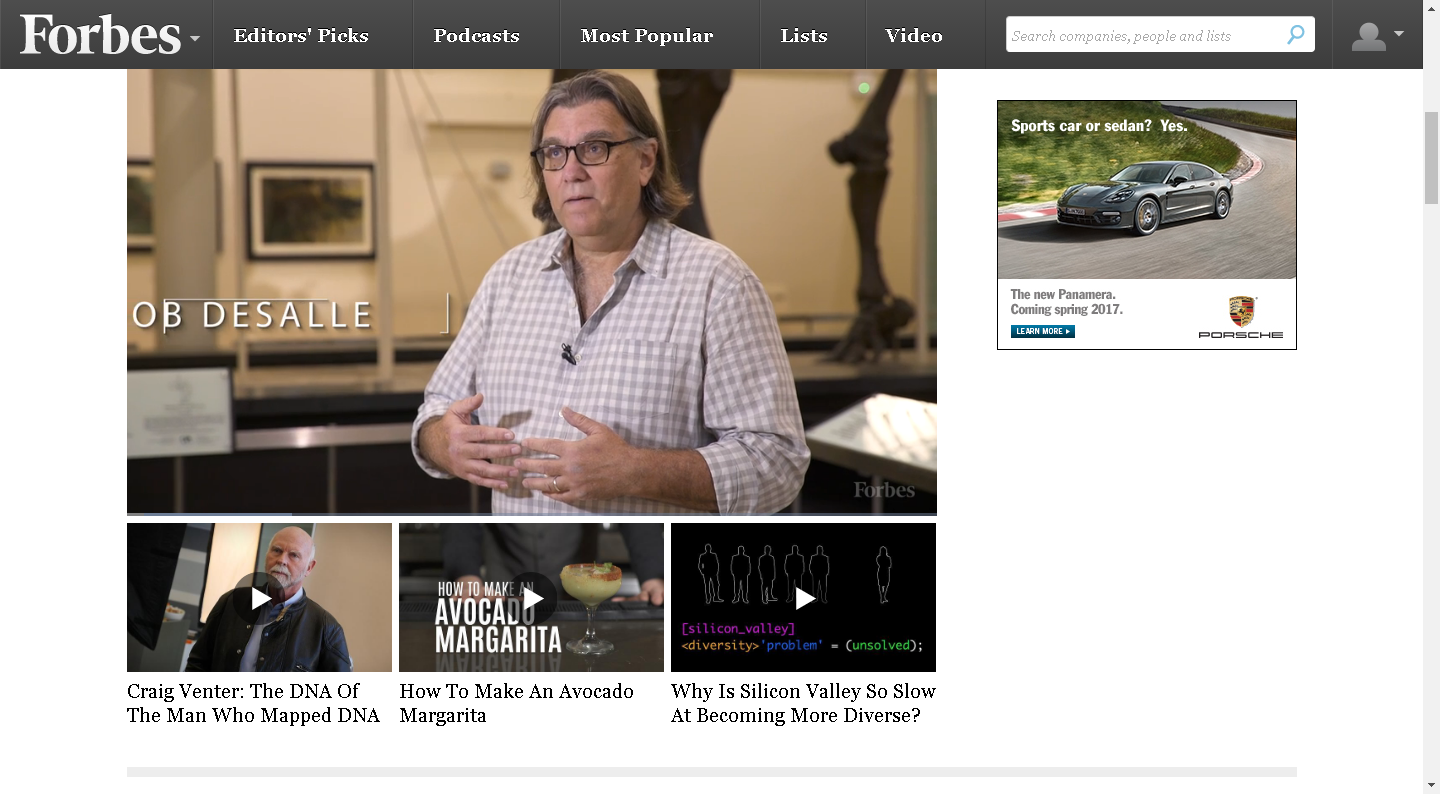 Forbes
Editors' Picks
Podcasts
Most Popular
Lists
Video
Search companies, people and lists
OB DESALLE
Forbes
Sports car or sedan? Yes.
The new Panamera.
Coming spring 2017.
LEARN MORE
PORSCHE
HOW TO MAKE AN
AVOCADO
MARGARITA
[silicon_valley]
<diversity>'problem' = (unsolved);
Craig Venter: The DNA Of
The Man Who Mapped DNA
How To Make An Avocado
Margarita
Why Is Silicon Valley So Slow
At Becoming More Diverse?